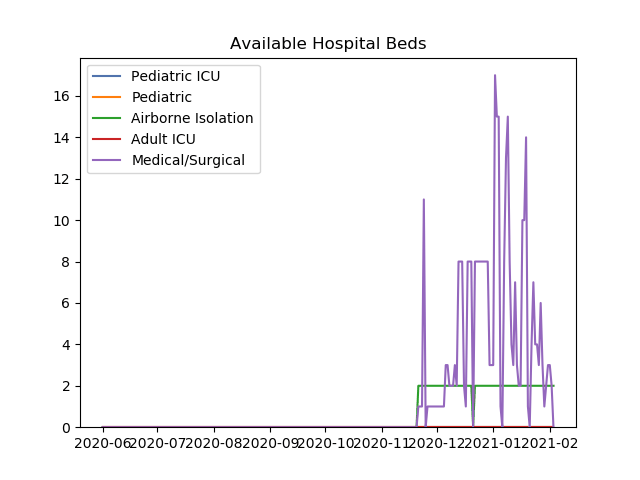 Available Hospital Beds
Pediatric ICU
Pediatric
Airborne Isolation
Adult ICU
Medical/Surgical
16
14
12
10
8
6
4
2
0
2020-06 2020-07 2020-08 2020-09 2020-10 2020-11 2020-12 2021-01 2021-02